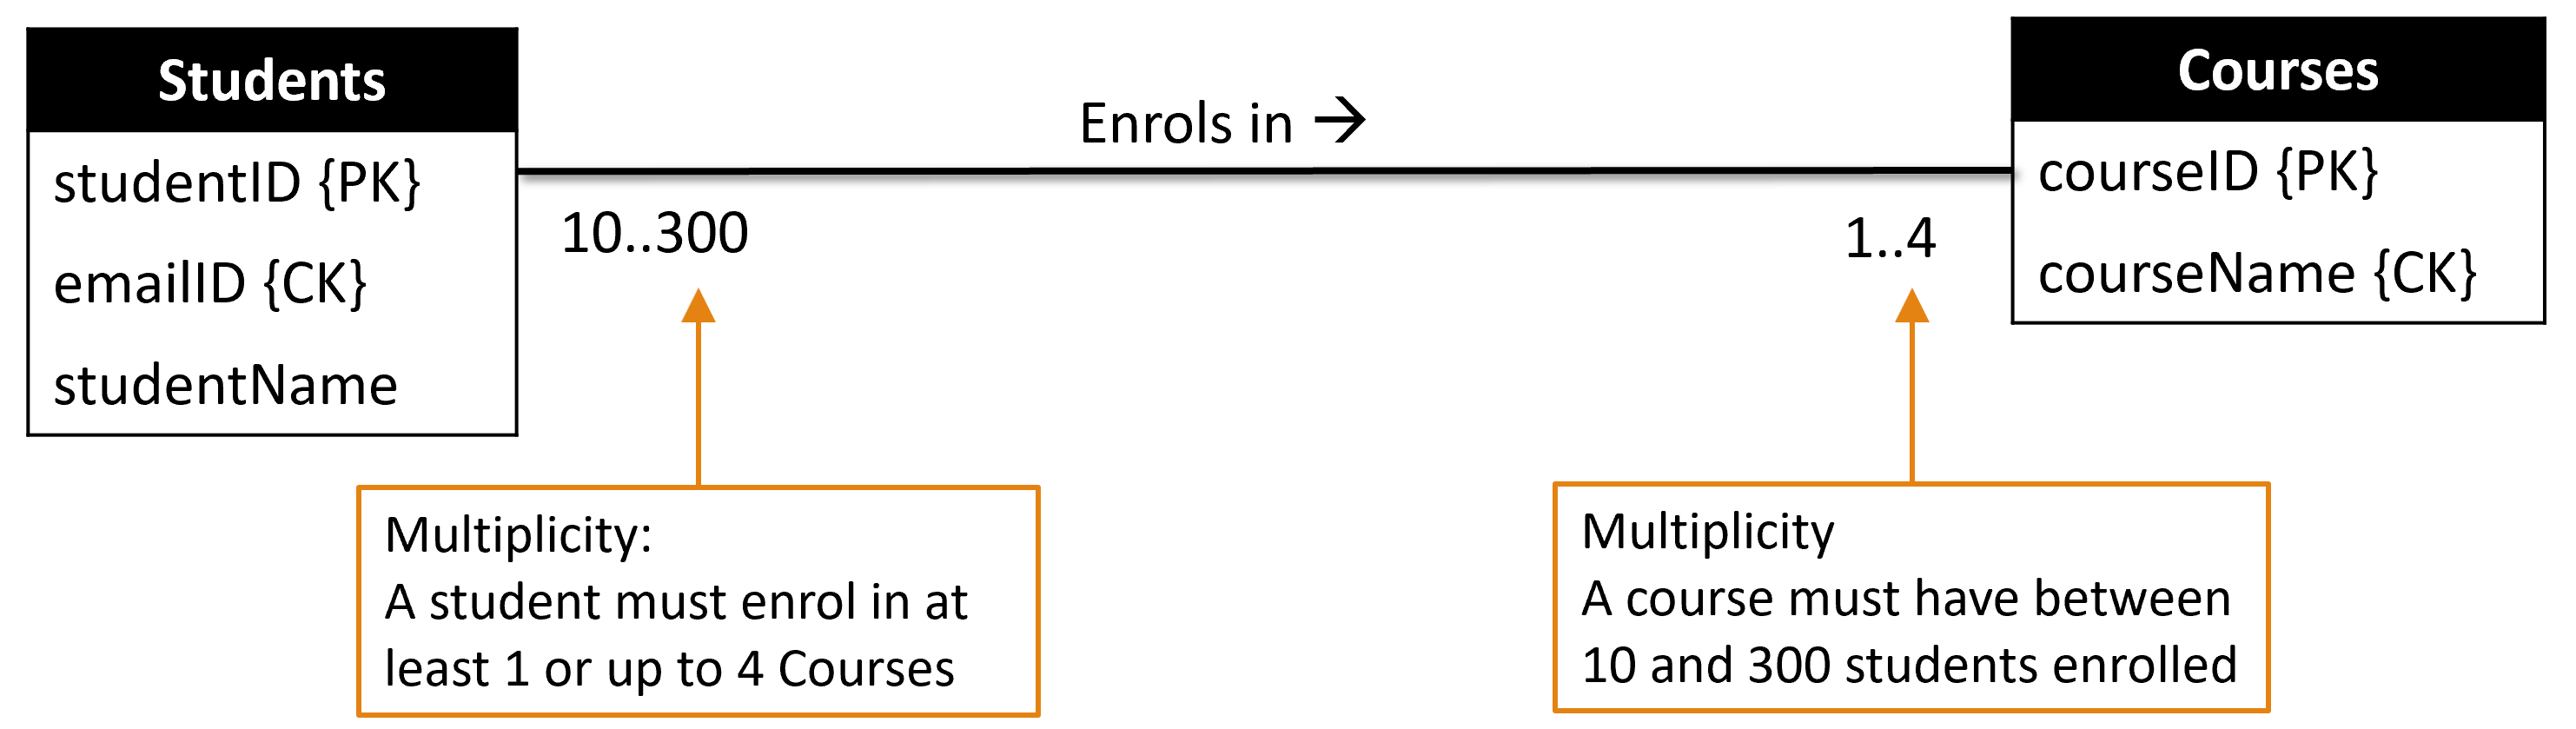 Students
studentID {PK}
emailID {CK}
studentName
Enrols in →
10..300
1..4
Courses
courseID {PK}
courseName {CK}
Multiplicity:
A student must enrol in at
least 1 or up to 4 Courses
Multiplicity
A course must have between
10 and 300 students enrolled